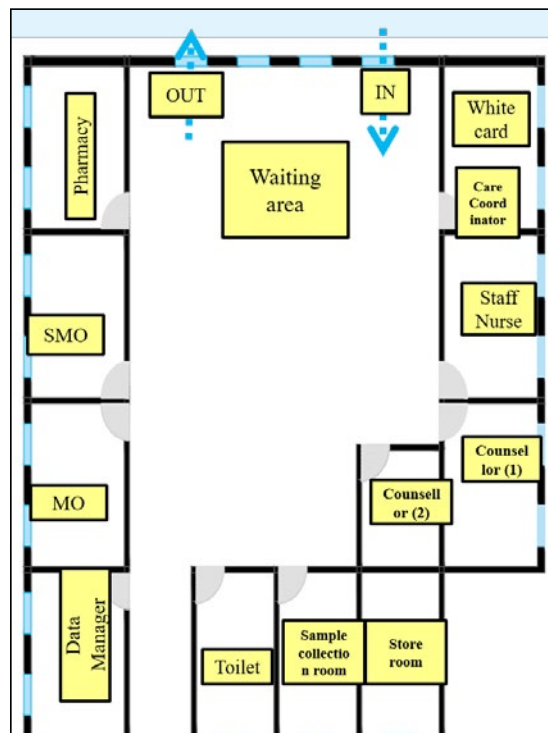 OUT
IN
Pharmacy
White
card
Waiting
area
Care
Coord
inator
SMO
Staff
Nurse
Counsel
lor (1)
MO
Counsell
or (2)
Data
Manager
Toilet
Sample
collectio
n room
Store
room